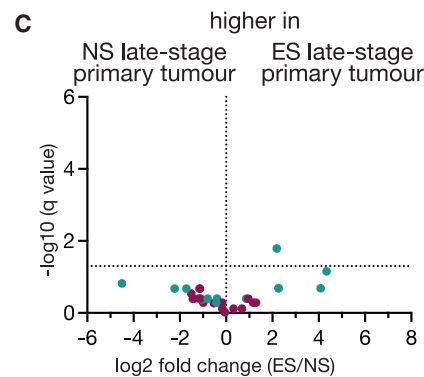 C
higher in
NS late-stage ES late-stage
primary tumour primary tumour
6
4
2
0
-log10 (q value)
-6 -4 -2 0 2 4 6 8
log2 fold change (ES/NS)